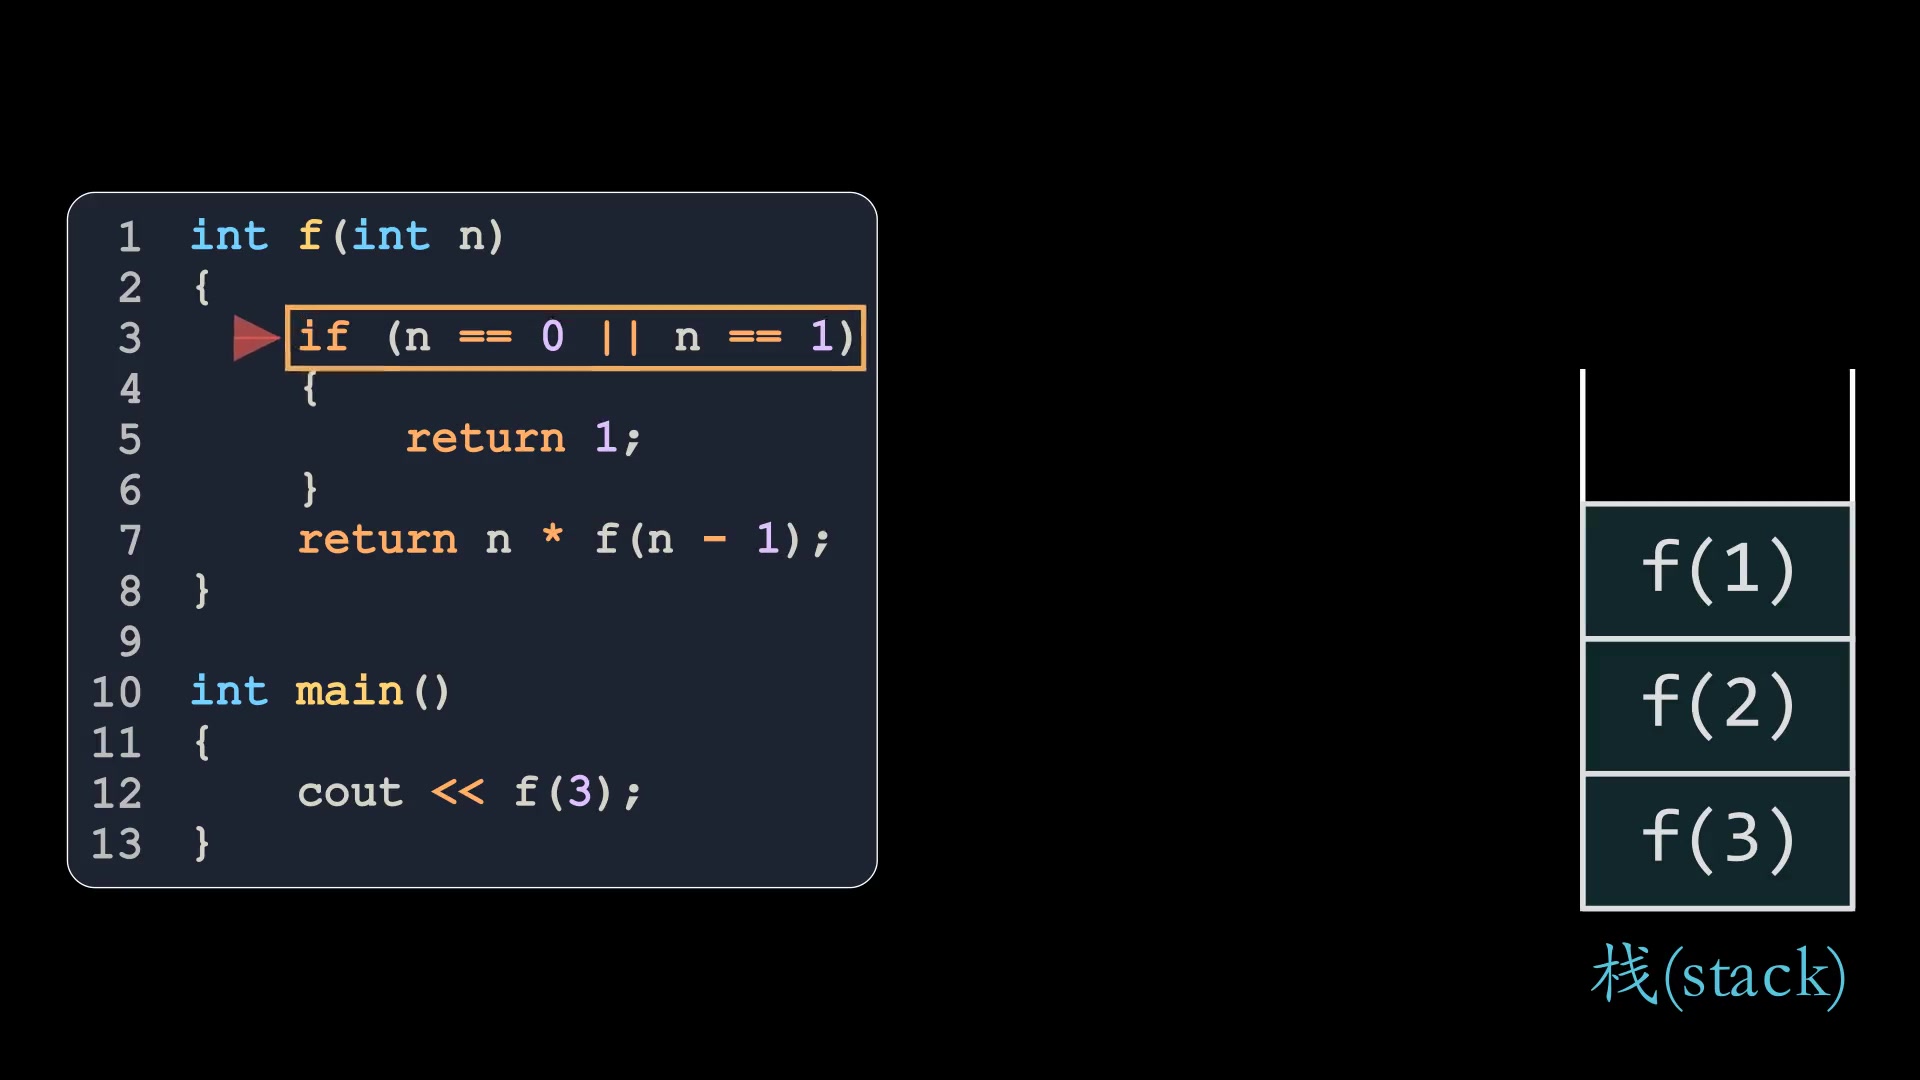 1 int f(int n)
2 {
3 if (n == 0 || n == 1)
4 {
5 return 1;
6 }
7 return n * f(n - 1);
8 }
9
10 int main()
11 {
12 cout << f(3);
13 }
f(1)
f(2)
f(3)
栈(stack)